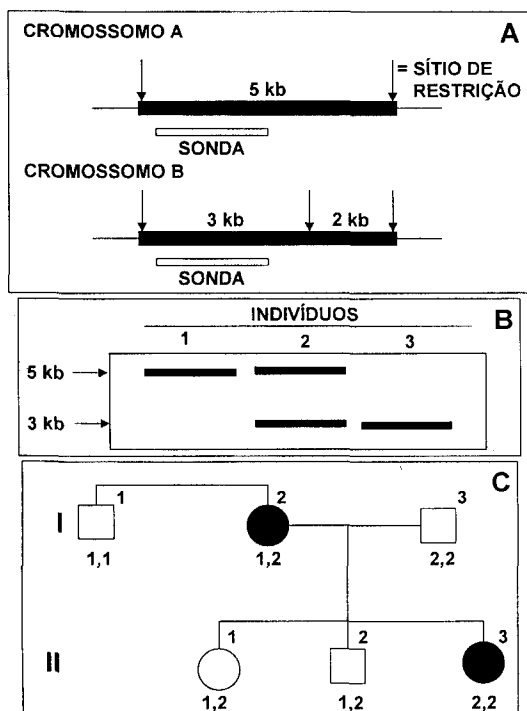 CROMOSSOMO A
A
5 kb
= SÍTIO DE
RESTRIÇÃO
SONDA
CROMOSSOMO B
3 kb 2 kb
SONDA
INDIVÍDUOS
B
1 2 3
5 kb
3 kb
C
I
1 2 3
1,1 1,2 2,2
II
1 2 3
1,2 1,2 2,2